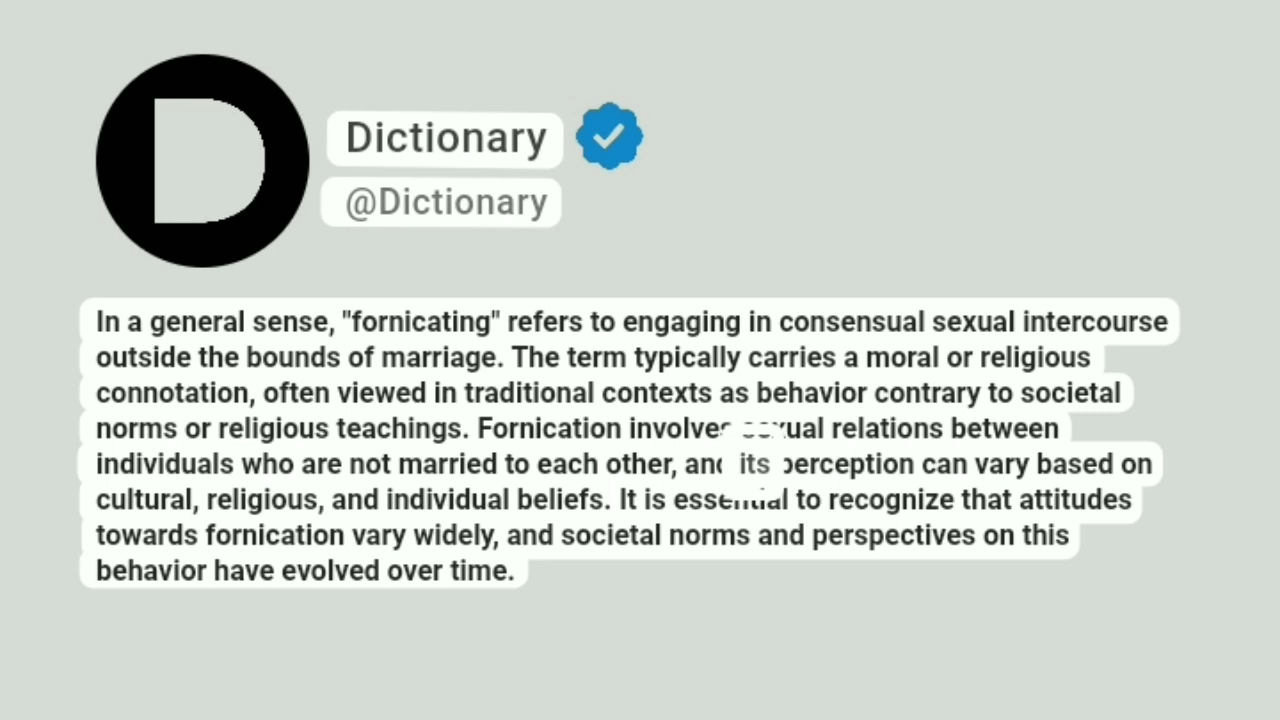 D
Dictionary
@Dictionary
In a general sense, "fornicating" refers to engaging in consensual sexual intercourse
outside the bounds of marriage. The term typically carries a moral or religious
connotation, often viewed in traditional contexts as behavior contrary to societal
norms or religious teachings. Fornication involves sexual relations between
individuals who are not married to each other, and its perception can vary based on
cultural, religious, and individual beliefs. It is essential to recognize that attitudes
towards fornication vary widely, and societal norms and perspectives on this
behavior have evolved over time.